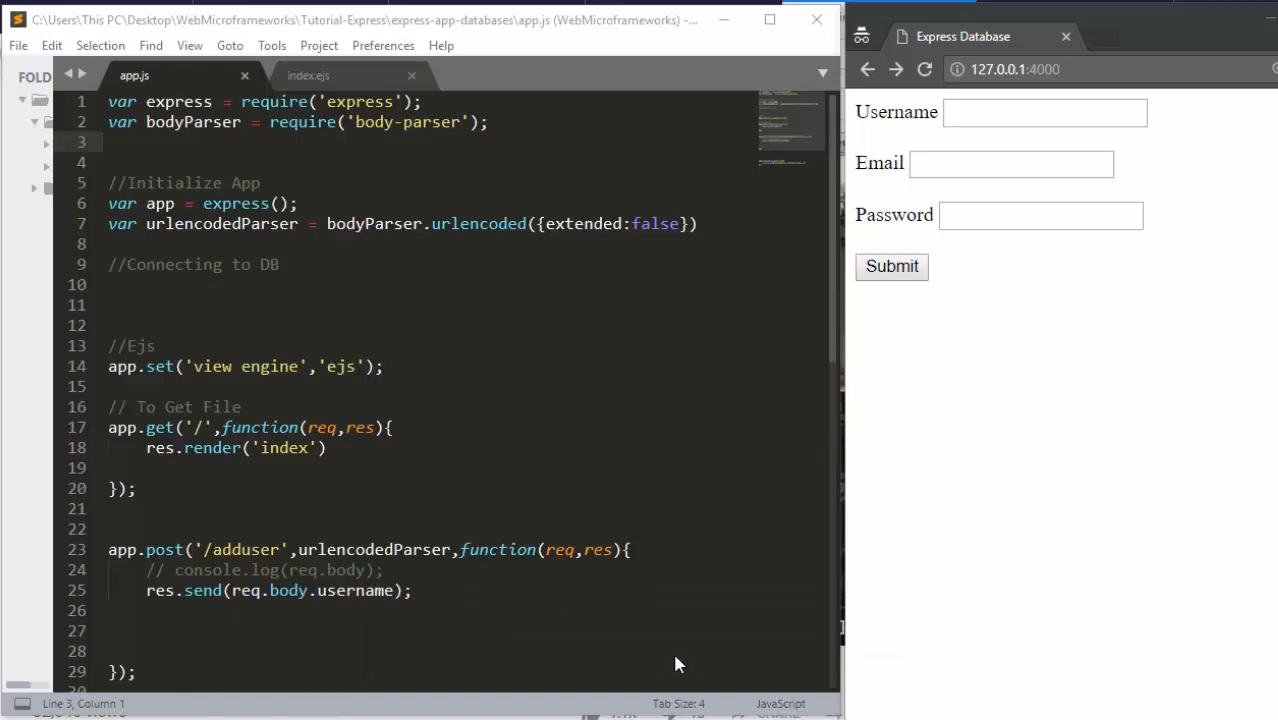 C:\Users\This PC\Desktop\WebMicroframeworks\Tutorial-Express\express-app-databases\app.js (WebMicroframeworks) -...
File Edit Selection Find View Goto Tools Project Preferences Help
FOLD
app.js
index.ejs
1 var express = require('express');
2 var bodyParser = require('body-parser');
3
4
5 //Initialize App
6 var app = express();
7 var urlencodedParser = bodyParser.urlencoded({extended:false})
8
9 //Connecting to DB
10
11
12
13 //Ejs
14 app.set('view engine','ejs');
15
16 // To Get File
17 app.get('/',function(req,res){
18 res.render('index')
19
20 });
21
22
23 app.post('/adduser',urlencodedParser,function(req,res){
24 // console.log(req.body);
25 res.send(req.body.username);
26
27
28
29 });
Line 3, Column 1
Tab Size: 4
JavaScript
Express Database
127.0.0.1:4000
Username
Email
Password
Submit